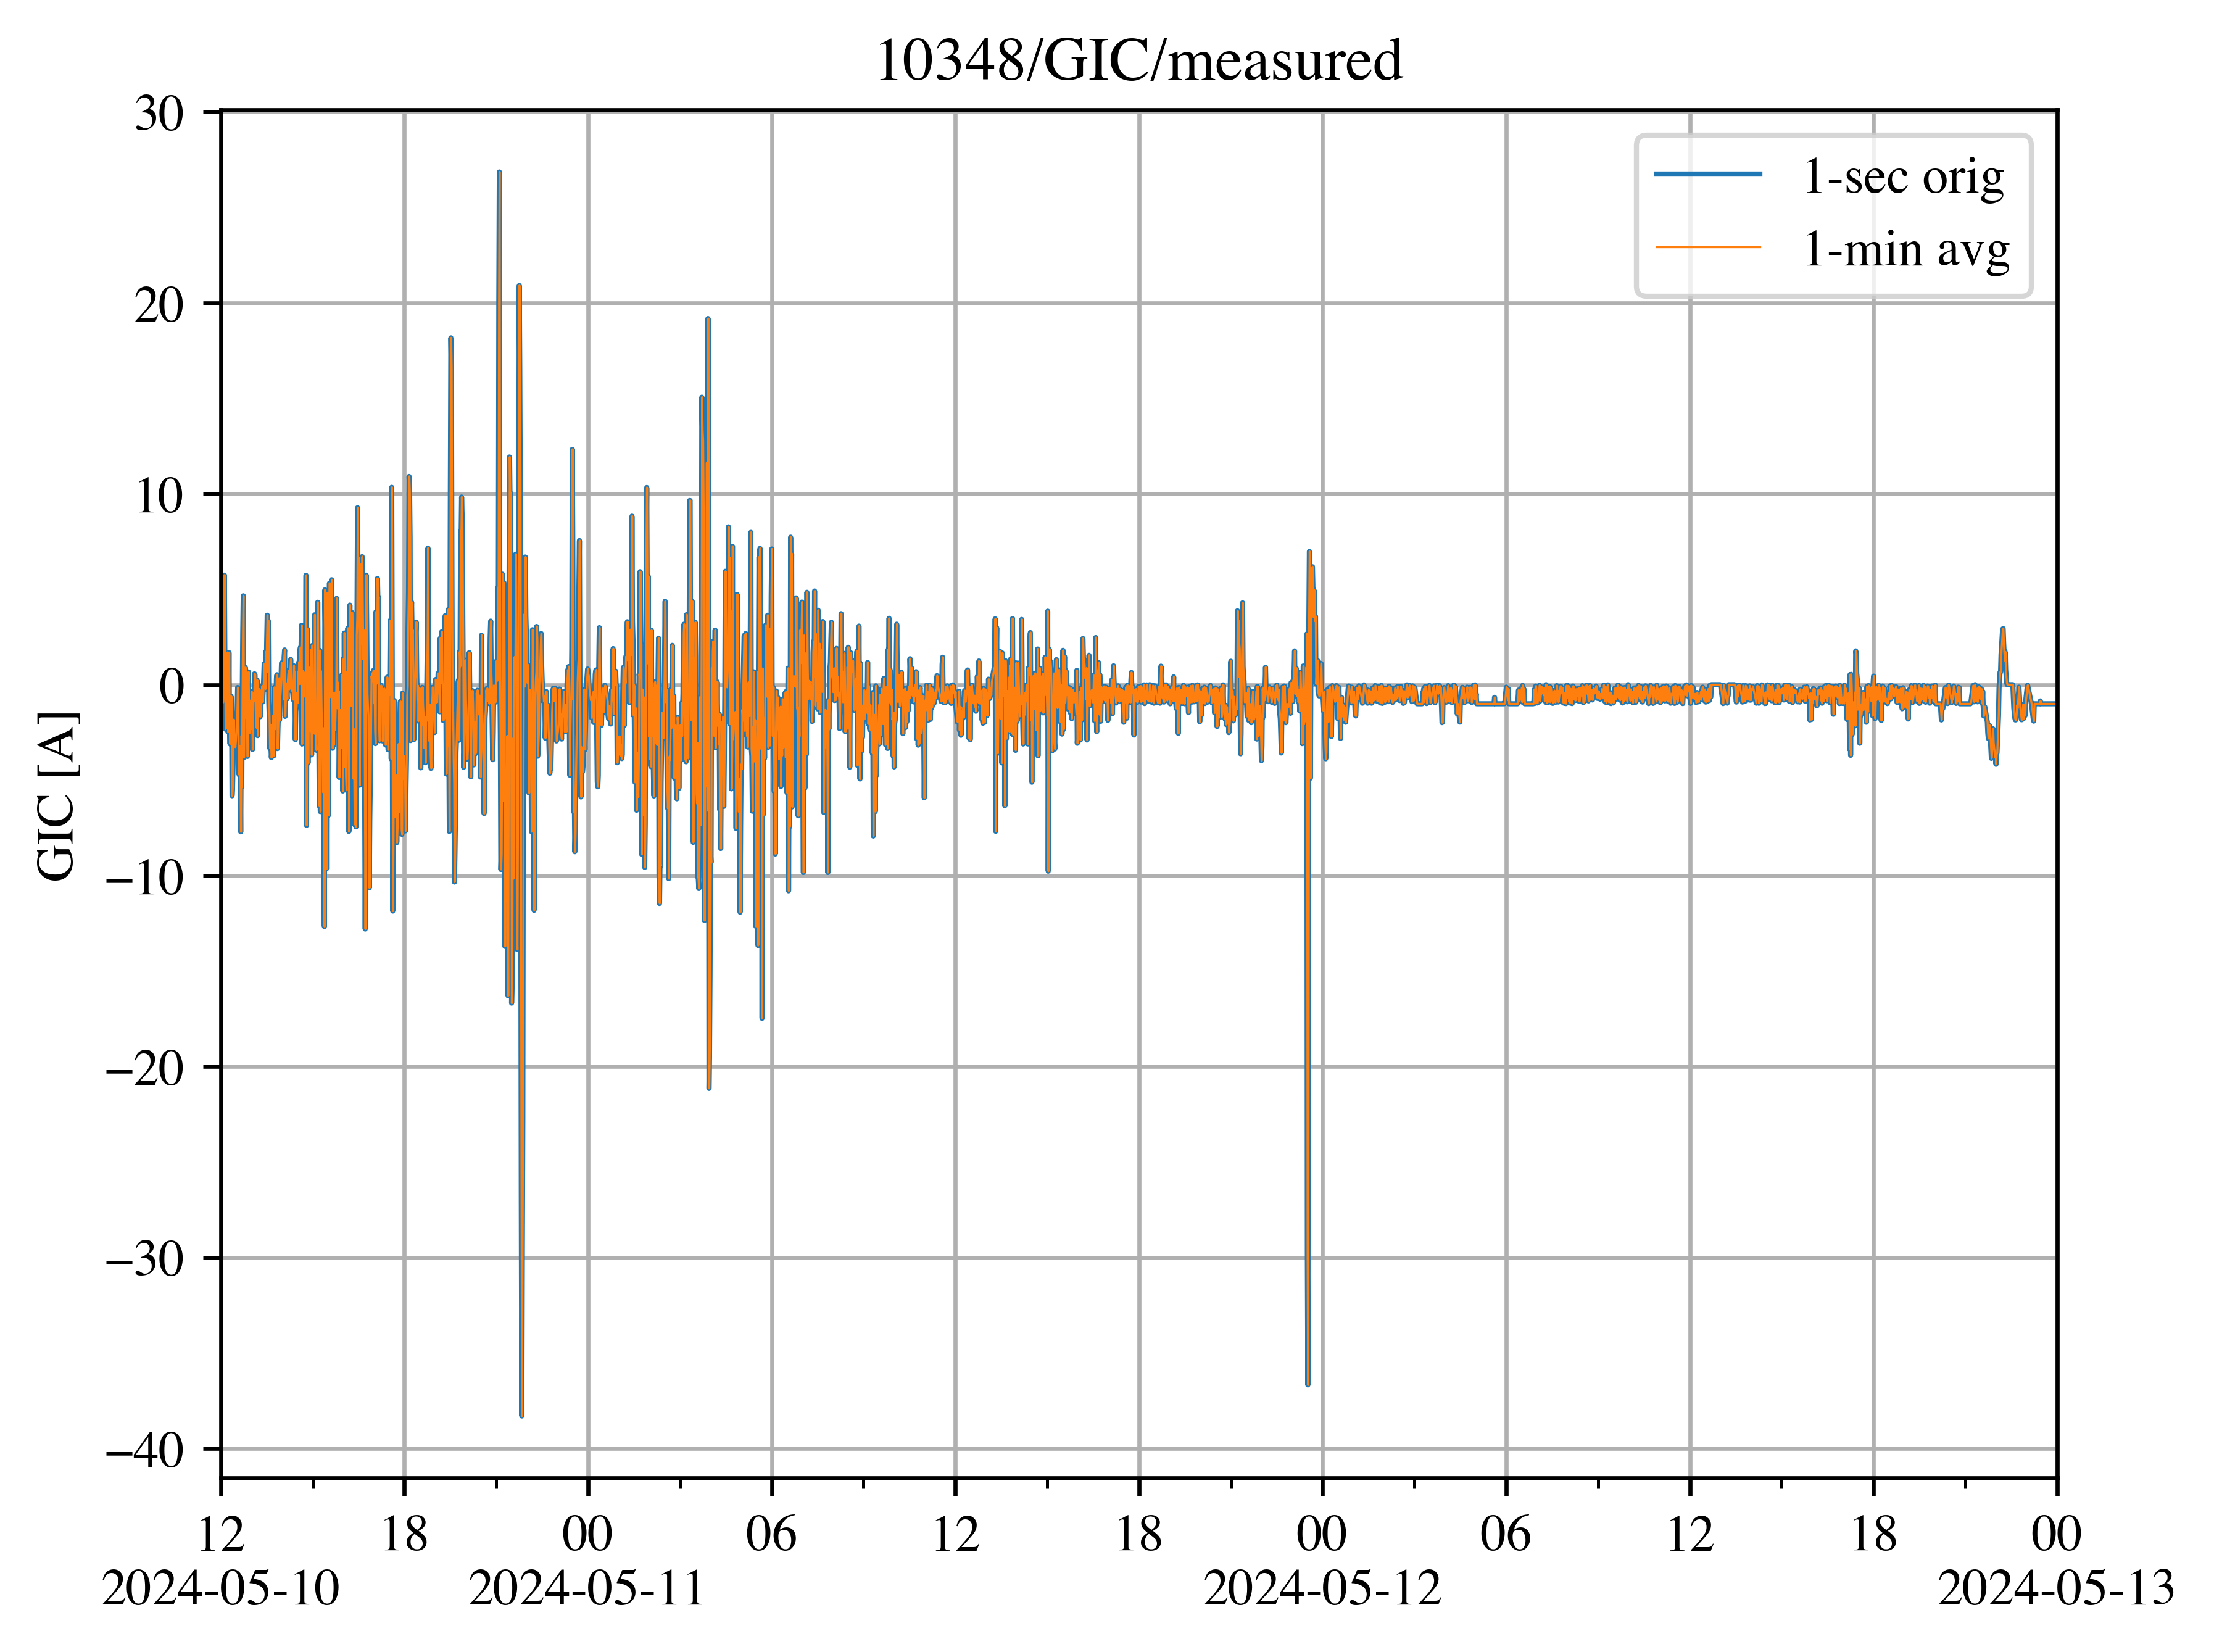 10348/GIC/measured
30
20
10
0
−10
−20
−30
−40
GIC [A]
1-sec orig
1-min avg
12 18 00 06 12 18 00 06 12 18 00
2024-05-10 2024-05-11 2024-05-12 2024-05-13